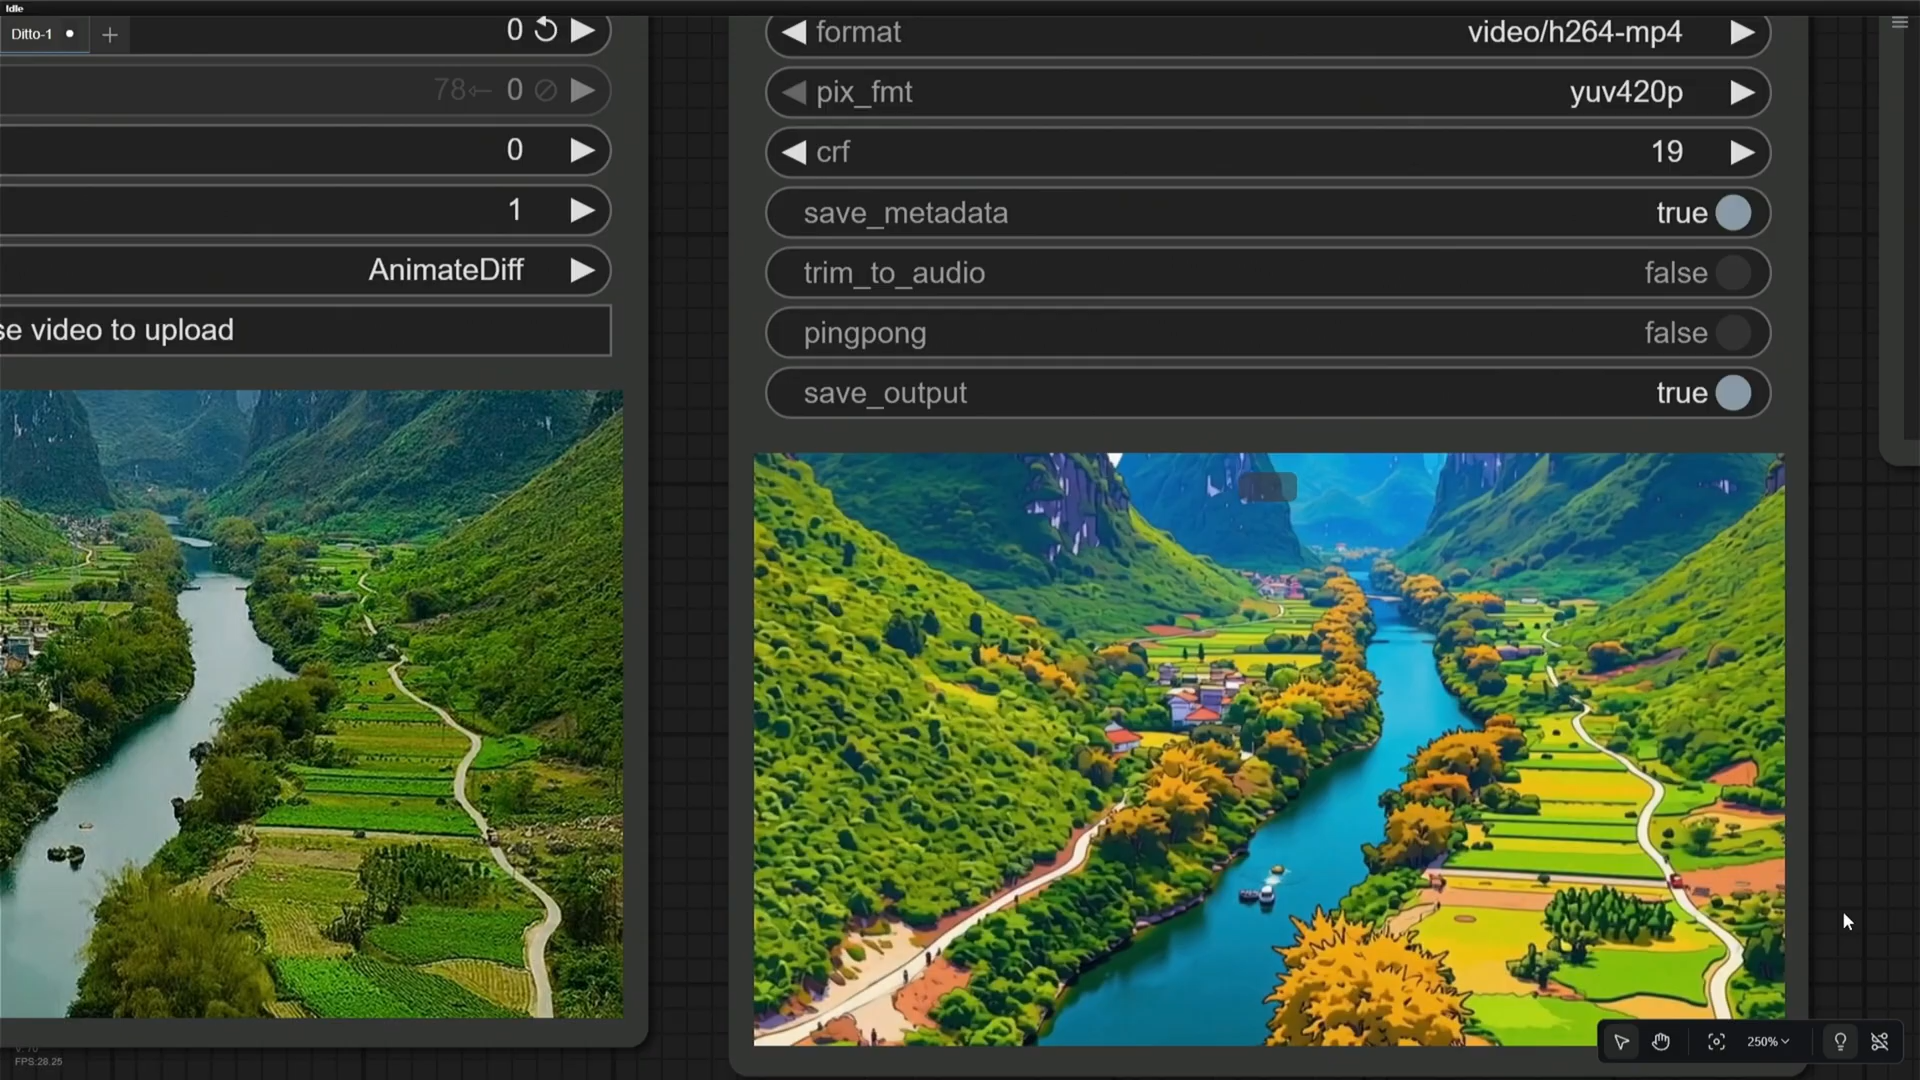 Idle
Ditto-1
0
78← 0
0
1
AnimateDiff
se video to upload
format video/h264-mp4
pix_fmt yuv420p
crf 19
save_metadata true
trim_to_audio false
pingpong false
save_output true
FPS:28.25
250%